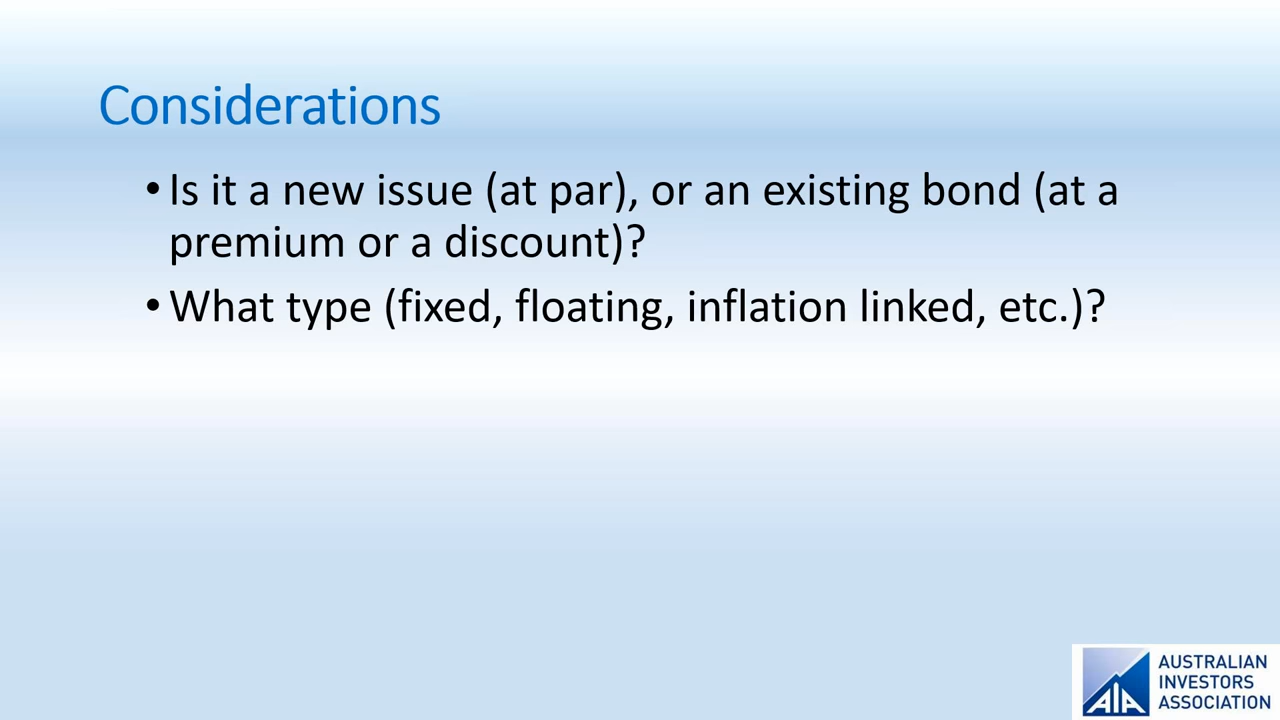 Considerations
• Is it a new issue (at par), or an existing bond (at a
premium or a discount)?
• What type (fixed, floating, inflation linked, etc.)?
AIA
AUSTRALIAN
INVESTORS
ASSOCIATION